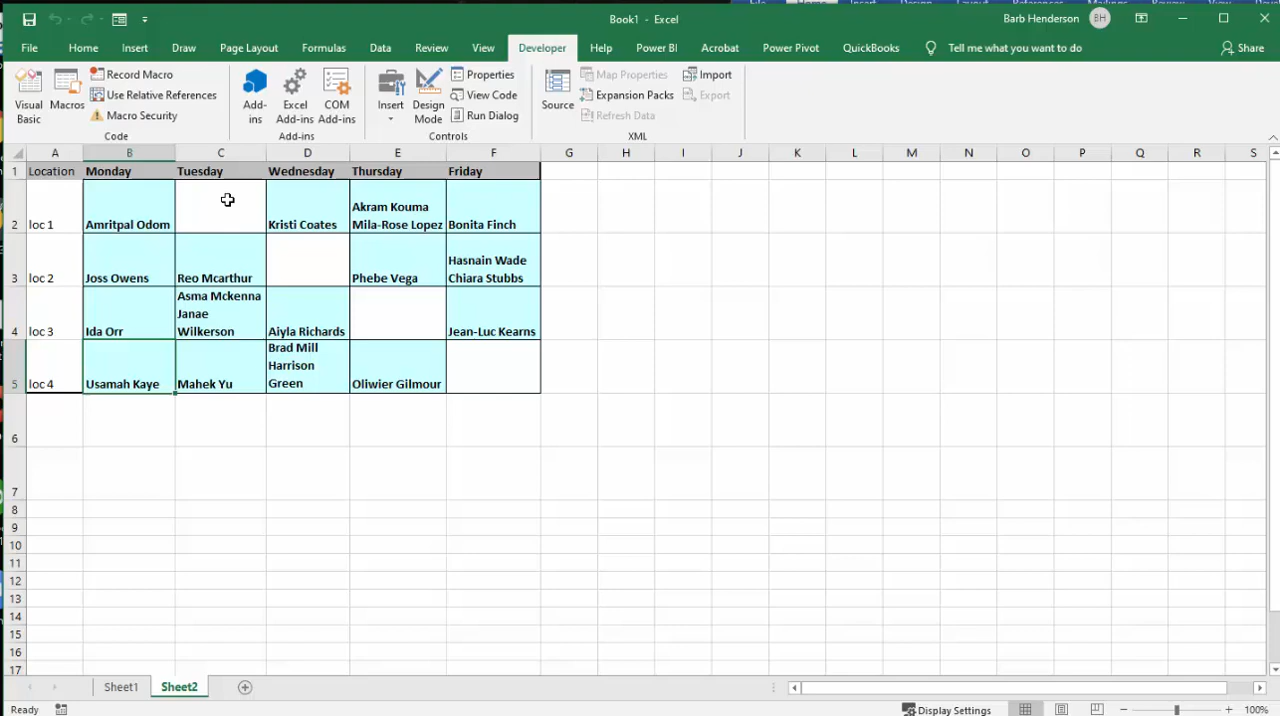 Book1 - Excel
Barb Henderson
BH
File Home Insert Draw Page Layout Formulas Data Review View Developer Help Power BI Acrobat Power Pivot QuickBooks Tell me what you want to do Share
Visual Basic
Macros
Record Macro
Use Relative References
Macro Security
Code
Add-ins
Excel Add-ins
COM Add-ins
Add-ins
Insert
Design Mode
Properties
View Code
Run Dialog
Controls
Source
Map Properties
Expansion Packs
Refresh Data
Import
Export
XML
A B C D E F G H I J K L M N O P Q R S
1 Location Monday Tuesday Wednesday Thursday Friday
2 loc 1 Amritpal Odom Kristi Coates
Akram Kouma
Mila-Rose Lopez
Bonita Finch
3 loc 2 Joss Owens Reo Mcarthur Phebe Vega
Hasnain Wade
Chiara Stubbs
4 loc 3 Ida Orr
Asma Mckenna
Janae
Wilkerson
Aiyla Richards Jean-Luc Kearns
5 loc 4 Usamah Kaye Mahek Yu
Brad Mill
Harrison
Green
Oliwier Gilmour
6
7
8
9
10
11
12
13
14
15
16
17
Sheet1 Sheet2
Ready
Display Settings
100%